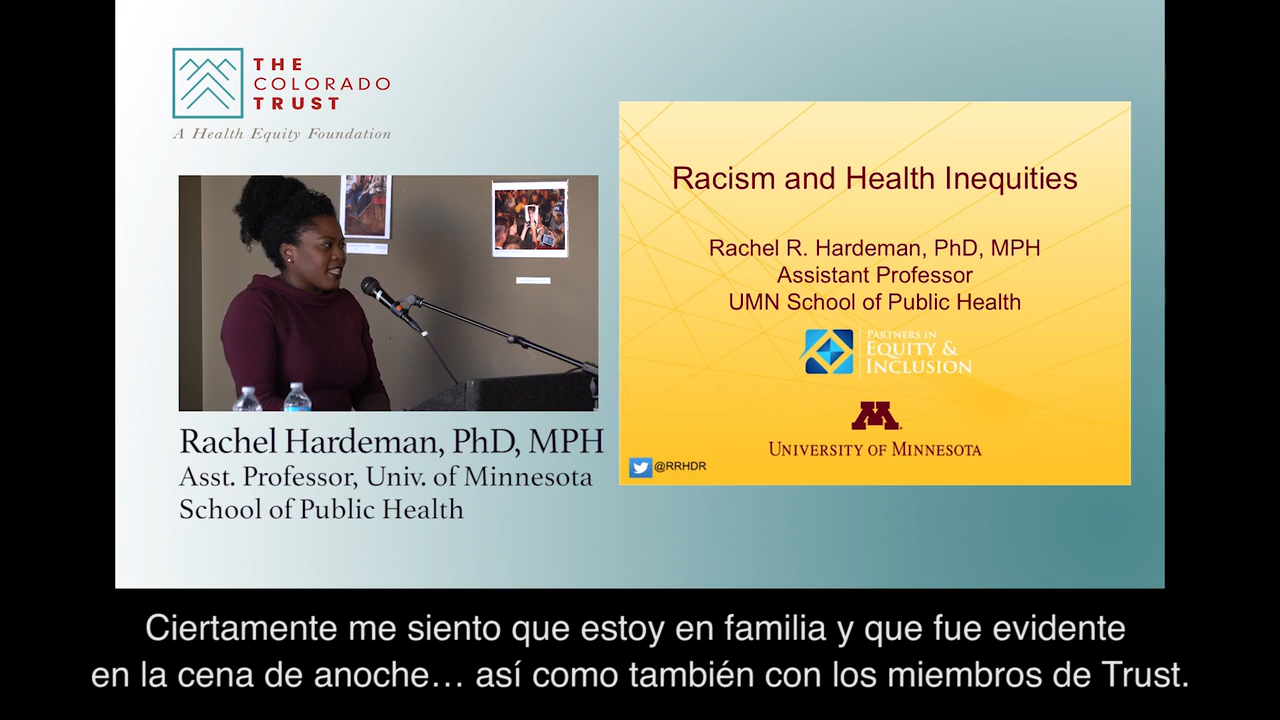 THE
COLORADO
TRUST
A Health Equity Foundation
Racism and Health Inequities
Rachel R. Hardeman, PhD, MPH
Assistant Professor
UMN School of Public Health
PARTNERS IN
EQUITY &
INCLUSION
M
UNIVERSITY OF MINNESOTA
@RRHDR
Rachel Hardeman, PhD, MPH
Asst. Professor, Univ. of Minnesota
School of Public Health
Ciertamente me siento que estoy en familia y que fue evidente
en la cena de anoche… así como también con los miembros de Trust.